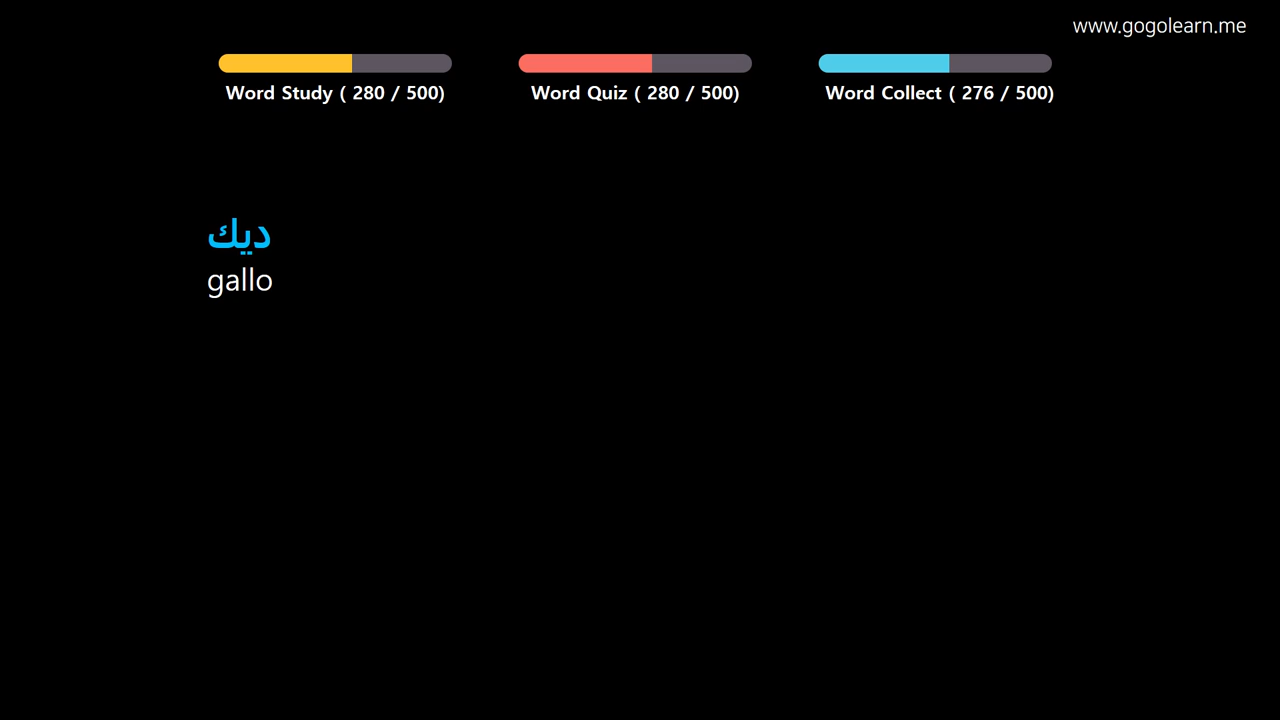 www.gogolearn.me
Word Study ( 280 / 500)
Word Quiz ( 280 / 500)
Word Collect ( 276 / 500)
ديك
gallo